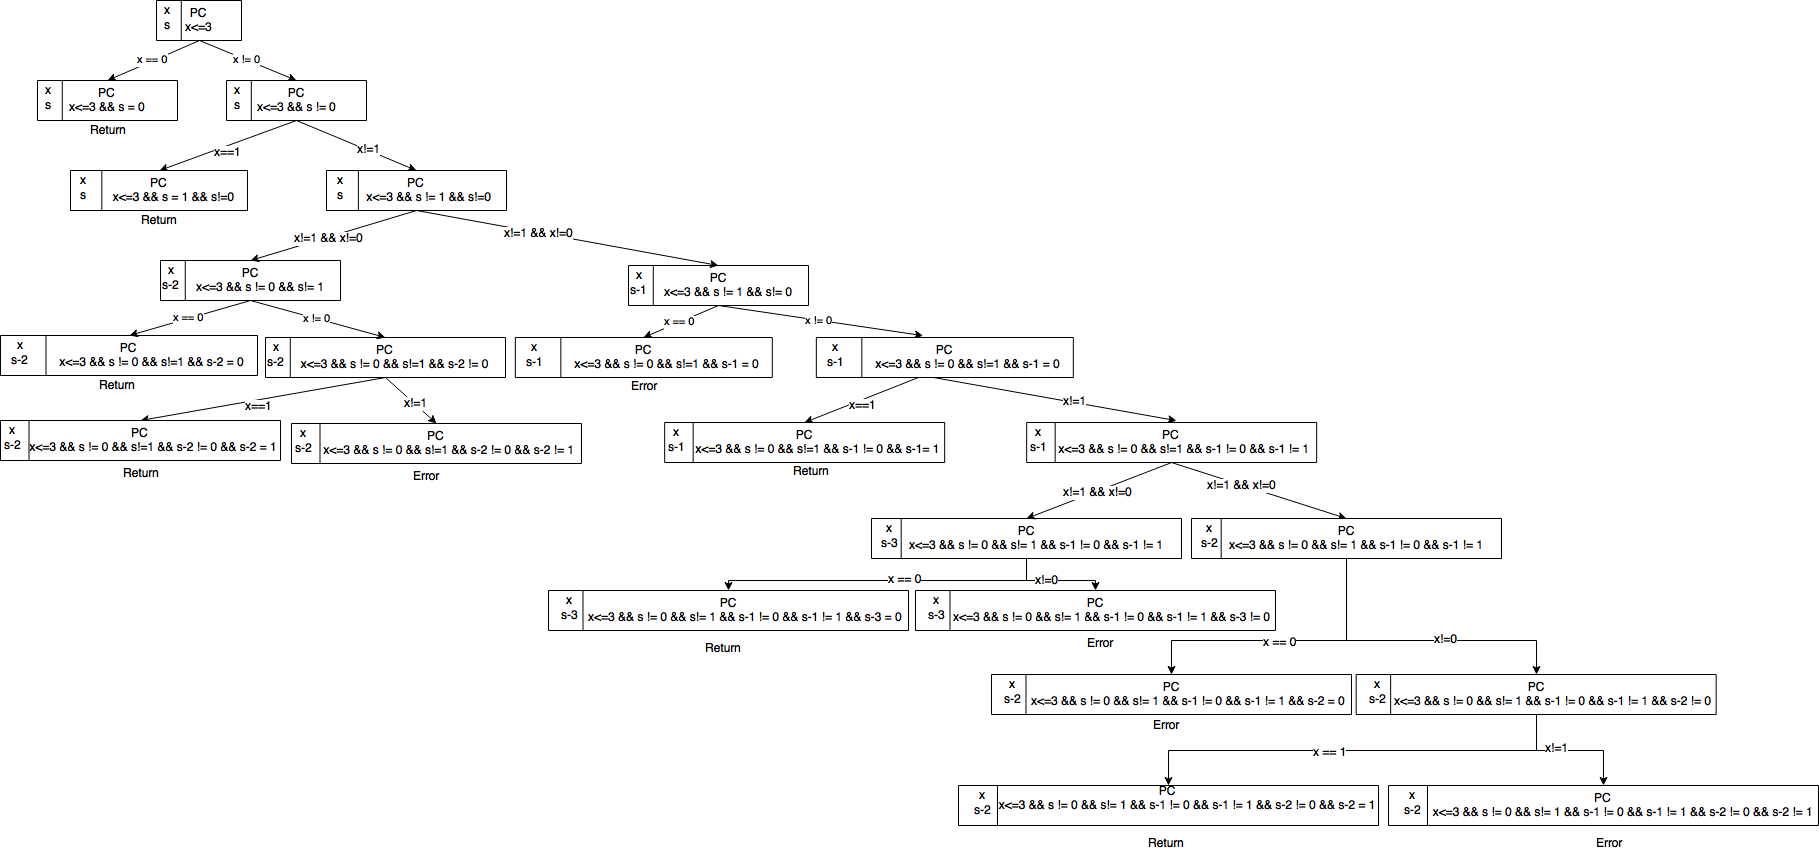 x PC
s x<=3
x == 0 x != 0
x PC
s x<=3 && s = 0
Return
x PC
s x<=3 && s != 0
x==1 x!=1
x PC
s x<=3 && s = 1 && s!=0
Return
x PC
s x<=3 && s != 1 && s!=0
x!=1 && x!=0 x!=1 && x!=0
x PC
s-2 x<=3 && s != 0 && s!= 1
x PC
s-1 x<=3 && s != 1 && s!= 0
x == 0 x != 0 x == 0 x != 0
x PC
s-2 x<=3 && s != 0 && s!=1 && s-2 = 0
Return
x PC
s-2 x<=3 && s != 0 && s!=1 && s-2 != 0
x PC
s-1 x<=3 && s != 0 && s!=1 && s-1 = 0
Error
x PC
s-1 x<=3 && s != 0 && s!=1 && s-1 = 0
x==1 x!=1 x==1 x!=1
x PC
s-2 x<=3 && s != 0 && s!=1 && s-2 != 0 && s-2 = 1
Return
x PC
s-2 x<=3 && s != 0 && s!=1 && s-2 != 0 && s-2 != 1
Error
x PC
s-1 x<=3 && s != 0 && s!=1 && s-1 != 0 && s-1= 1
Return
x PC
s-1 x<=3 && s != 0 && s!=1 && s-1 != 0 && s-1 != 1
x!=1 && x!=0 x!=1 && x!=0
x PC
s-3 x<=3 && s != 0 && s!= 1 && s-1 != 0 && s-1 != 1
x PC
s-2 x<=3 && s != 0 && s!= 1 && s-1 != 0 && s-1 != 1
x == 0 x!=0
x PC
s-3 x<=3 && s != 0 && s!= 1 && s-1 != 0 && s-1 != 1 && s-3 = 0
Return
x PC
s-3 x<=3 && s != 0 && s!= 1 && s-1 != 0 && s-1 != 1 && s-3 != 0
Error
x == 0 x!=0
x PC
s-2 x<=3 && s != 0 && s!= 1 && s-1 != 0 && s-1 != 1 && s-2 = 0
Error
x PC
s-2 x<=3 && s != 0 && s!= 1 && s-1 != 0 && s-1 != 1 && s-2 != 0
x == 1 x!=1
x PC
s-2 x<=3 && s != 0 && s!= 1 && s-1 != 0 && s-1 != 1 && s-2 != 0 && s-2 = 1
Return
x PC
s-2 x<=3 && s != 0 && s!= 1 && s-1 != 0 && s-1 != 1 && s-2 != 0 && s-2 != 1
Error